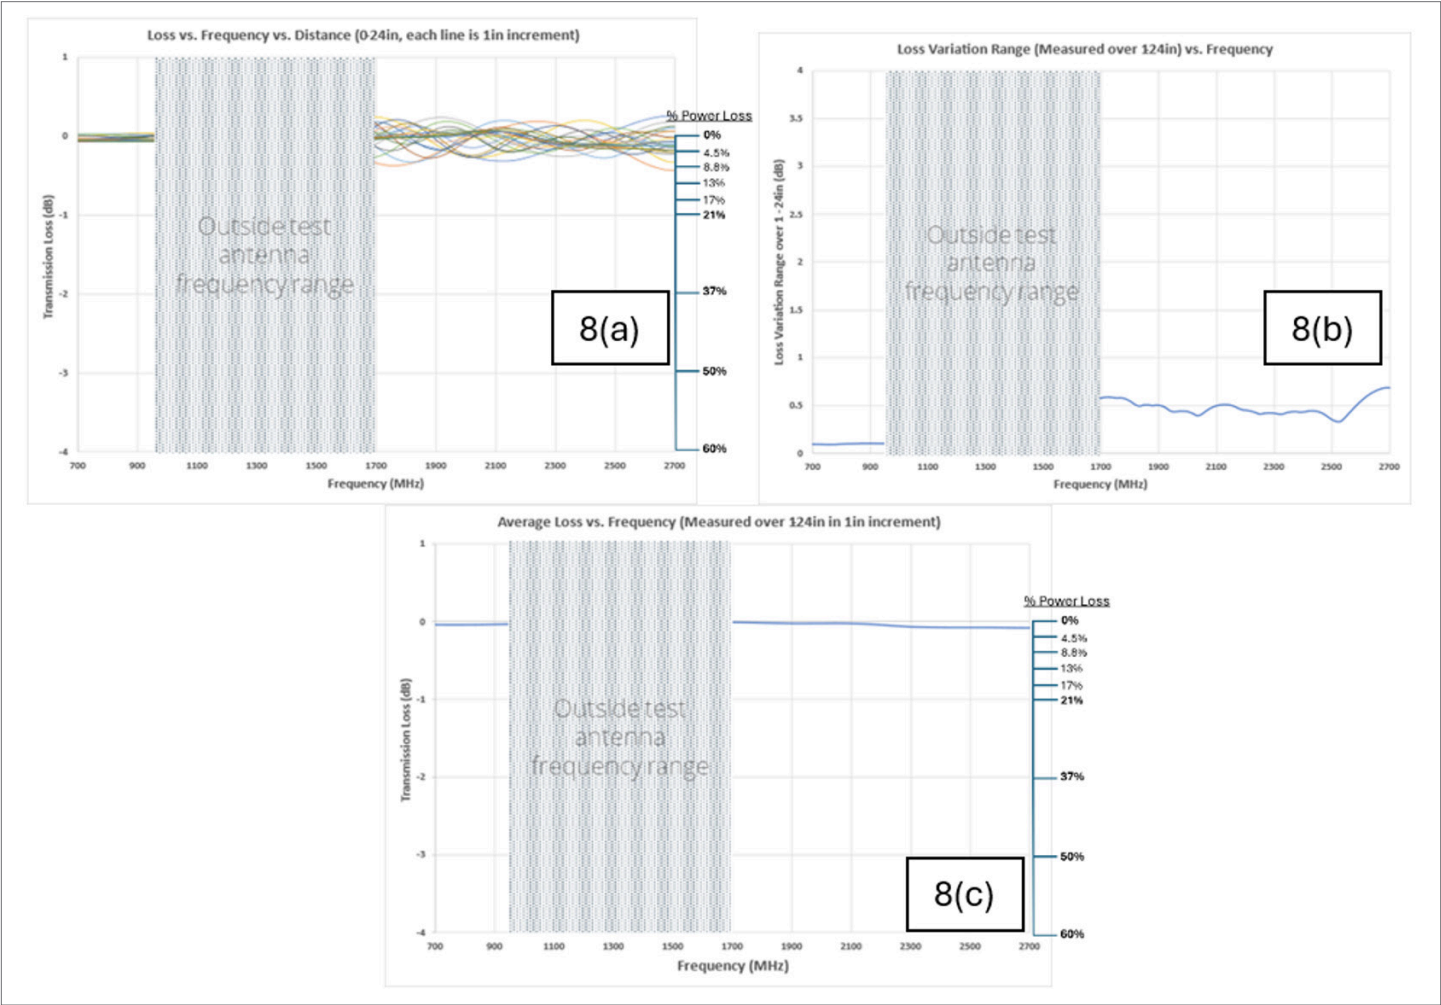 Loss vs. Frequency vs. Distance (0-24in, each line is 1in increment)
Transmission Loss (dB)
1
0
-1
-2
-3
-4
700 900 1100 1300 1500 1700 1900 2100 2300 2500 2700
Frequency (MHz)
Outside test
antenna
frequency range
8(a)
% Power Loss
0%
4.5%
8.8%
13%
17%
21%
37%
50%
60%
Loss Variation Range (Measured over 124in) vs. Frequency
Loss Variation Range over 1 - 24in (dB)
4
3.5
3
2.5
2
1.5
1
0.5
0
700 900 1100 1300 1500 1700 1900 2100 2300 2500 2700
Frequency (MHz)
Outside test
antenna
frequency range
8(b)
Average Loss vs. Frequency (Measured over 124in in 1in increment)
Transmission Loss (dB)
1
0
-1
-2
-3
-4
700 900 1100 1300 1500 1700 1900 2100 2300 2500 2700
Frequency (MHz)
Outside test
antenna
frequency range
8(c)
% Power Loss
0%
4.5%
8.8%
13%
17%
21%
37%
50%
60%